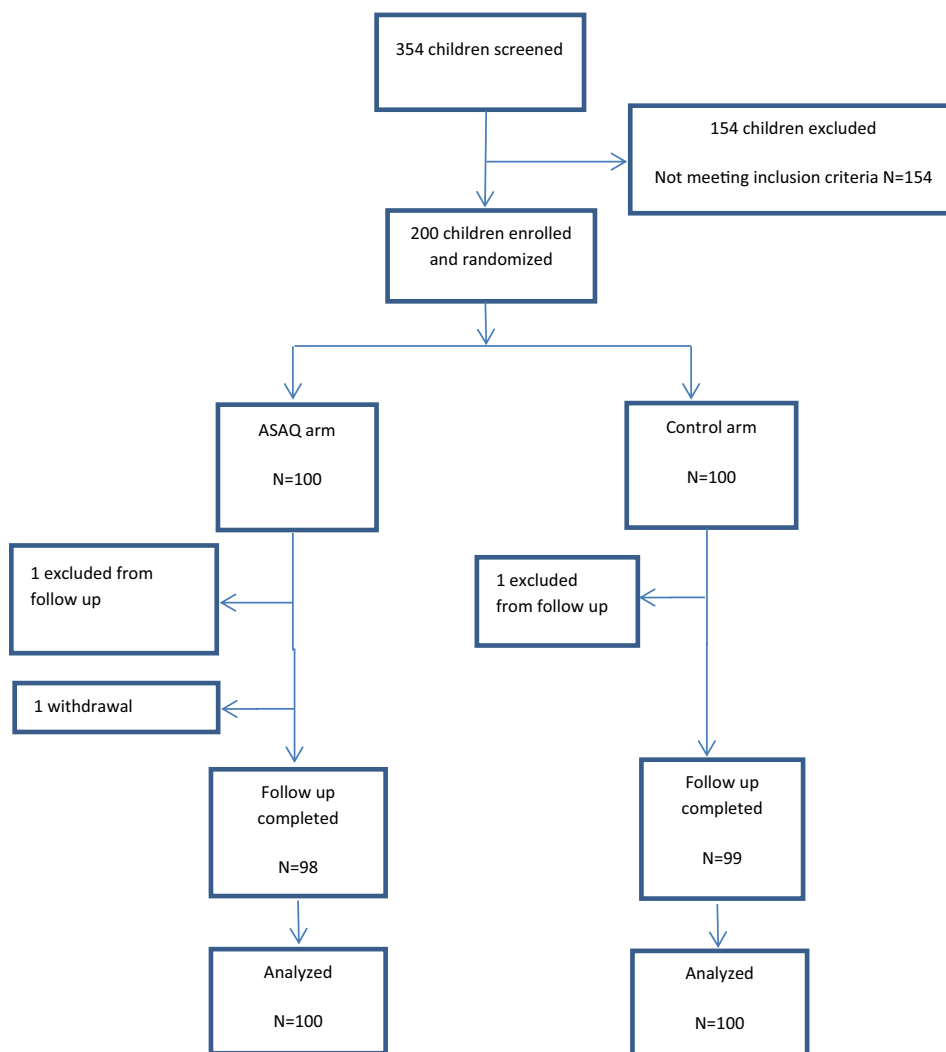 354 children screened
154 children excluded
Not meeting inclusion criteria N=154
200 children enrolled
and randomized
ASAQ arm
N=100
Control arm
N=100
1 excluded from
follow up
1 excluded
from follow up
1 withdrawal
Follow up
completed
N=98
Follow up
completed
N=99
Analyzed
N=100
Analyzed
N=100